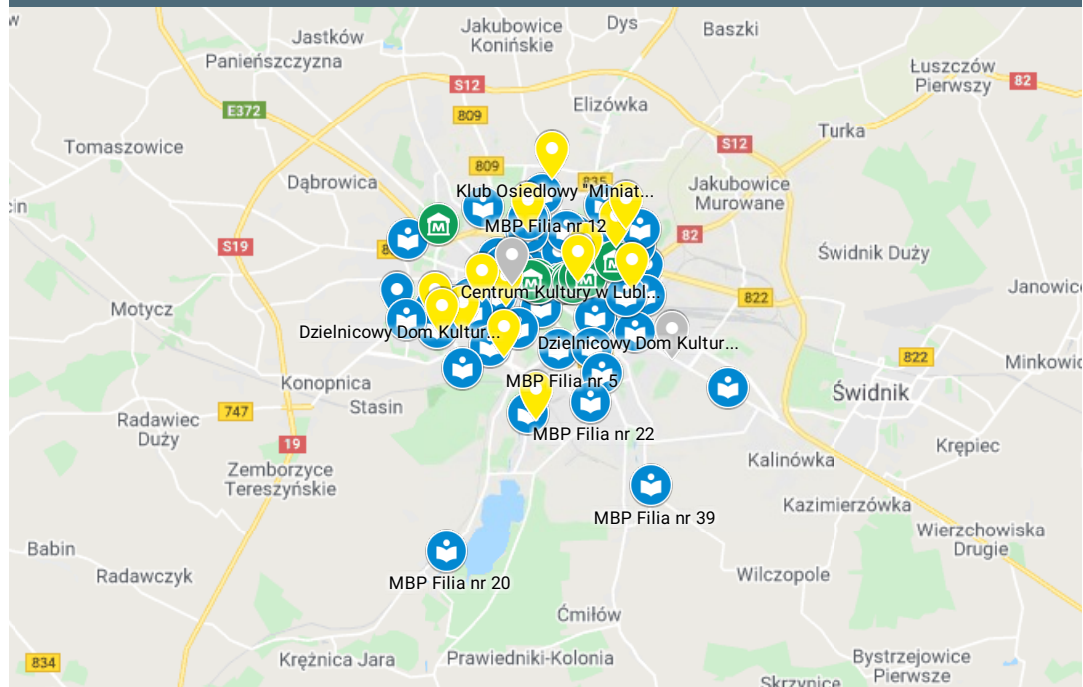 Jakubowice
Konińskie
Dys
Baszki
Jastków
Panieńszczyzna
Łuszczów
Pierwszy
82
S12
E372
809
Elizówka
Turka
S12
Tomaszowice
809
835
Dąbrowica
Klub Osiedlowy "Miniat...
Jakubowice
Murowane
MBP Filia nr 12
82
S19
Świdnik Duży
Centrum Kultury w Lubl...
822
Janowice
Motycz
Dzielnicowy Dom Kultur...
Dzielnicowy Dom Kultur...
822
Konopnica
MBP Filia nr 5
Świdnik
Stasin
747
Radawiec
Duży
MBP Filia nr 22
19
Krępiec
Kalinówka
Zemborzyce
Tereszyńskie
Kazimierzówka
MBP Filia nr 39
Wierzchowiska
Drugie
Babin
Radawczyk
MBP Filia nr 20
Wilczopole
Ćmiłów
834
Krężnica Jara
Prawiedniki-Kolonia
Bystrzejowice
Pierwsze
Skrzynice